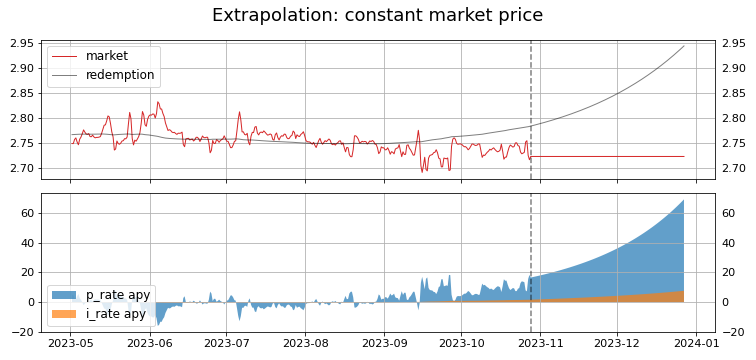 Extrapolation: constant market price
2.95 2.95
market
2.90 2.90
redemption
2.85 2.85
2.80 2.80
2.75 2.75
2.70 2.70
60 60
40 40
20 20
p_rate apy
0 0
i_rate apy
−20 −20
2023-05 2023-06 2023-07 2023-08 2023-09 2023-10 2023-11 2023-12 2024-01